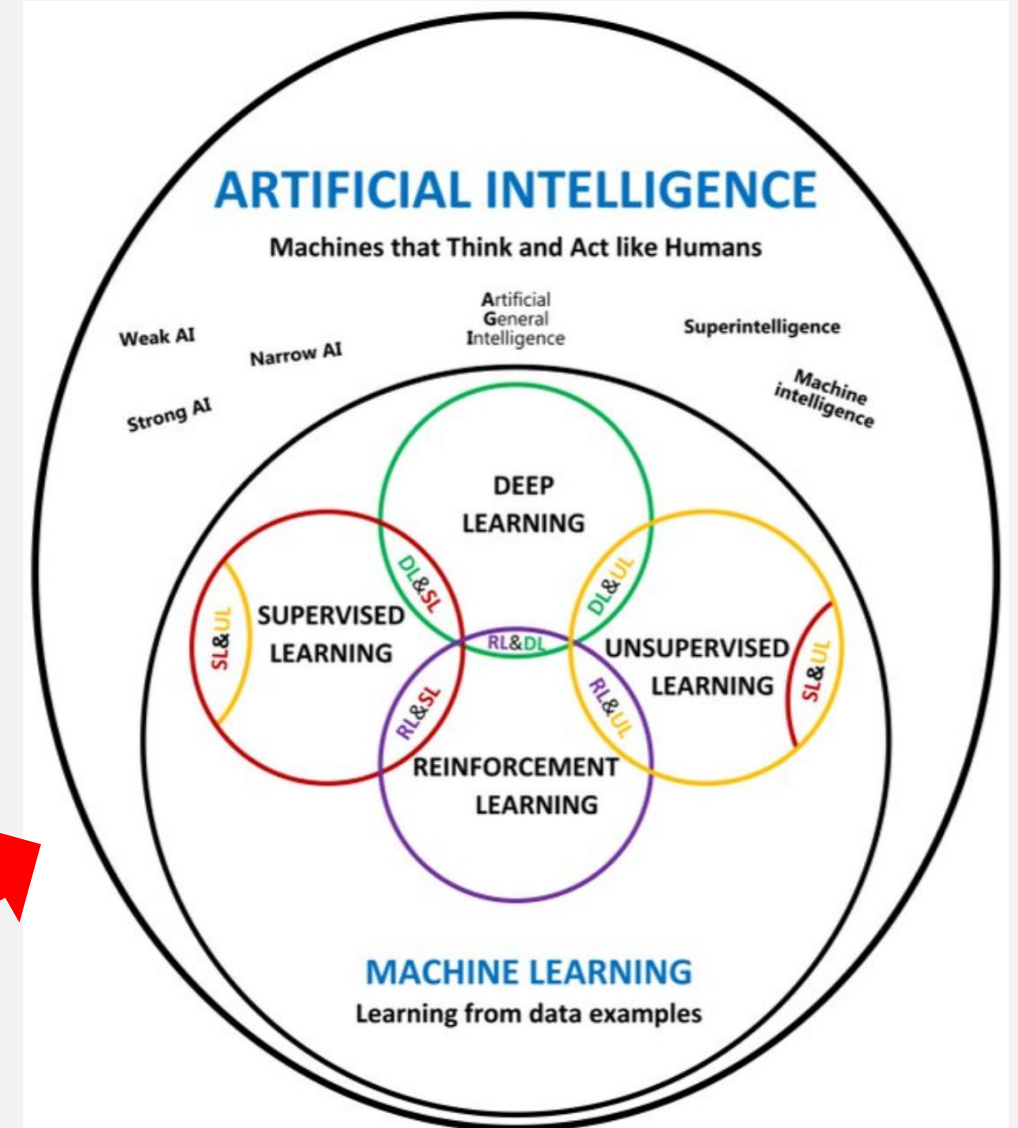 ARTIFICIAL INTELLIGENCE
Machines that Think and Act like Humans
Weak AI
Narrow AI
Strong AI
Artificial
General
Intelligence
Superintelligence
Machine
intelligence
DEEP
LEARNING
DL&SL
DL&UL
SL&UL
SUPERVISED
LEARNING
RL&DL
UNSUPERVISED
LEARNING
SL&UL
RL&SL
RL&UL
REINFORCEMENT
LEARNING
MACHINE LEARNING
Learning from data examples